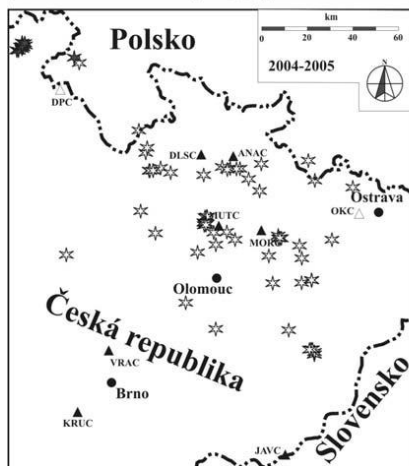 Polsko
km
0 20 40 60
2004-2005
N
DPC
DLSC
ANAC
OKC
Ostrava
MUTC
MORC
Olomouc
Česká republika
VRAC
Brno
KRUC
Slovensko
JAVC